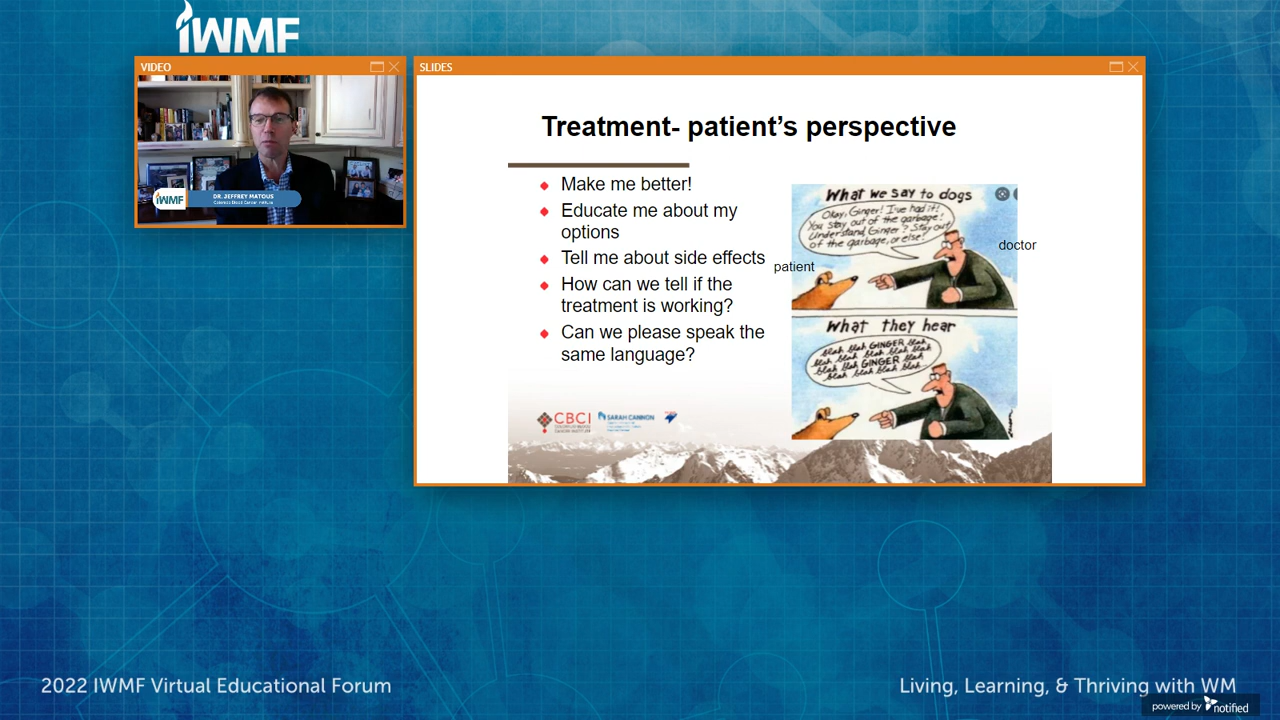 iWMF
VIDEO
SLIDES
iWMF
DR. JEFFREY MATOUS
Colorado Blood Cancer Institute
Treatment- patient’s perspective
Make me better!
Educate me about my
options
Tell me about side effects
How can we tell if the
treatment is working?
Can we please speak the
same language?
What we say to dogs
Okay, Ginger! I've had it!
You stay out of the garbage!
Understand, Ginger? Stay out
of the garbage, or else!
doctor
patient
What they hear
blah blah GINGER blah
blah blah blah blah blah
blah blah GINGER blah
blah blah blah blah
CBCI
COLORADO BLOOD
CANCER INSTITUTE
SARAH CANNON
2022 IWMF Virtual Educational Forum
Living, Learning, & Thriving with WM
powered by notified